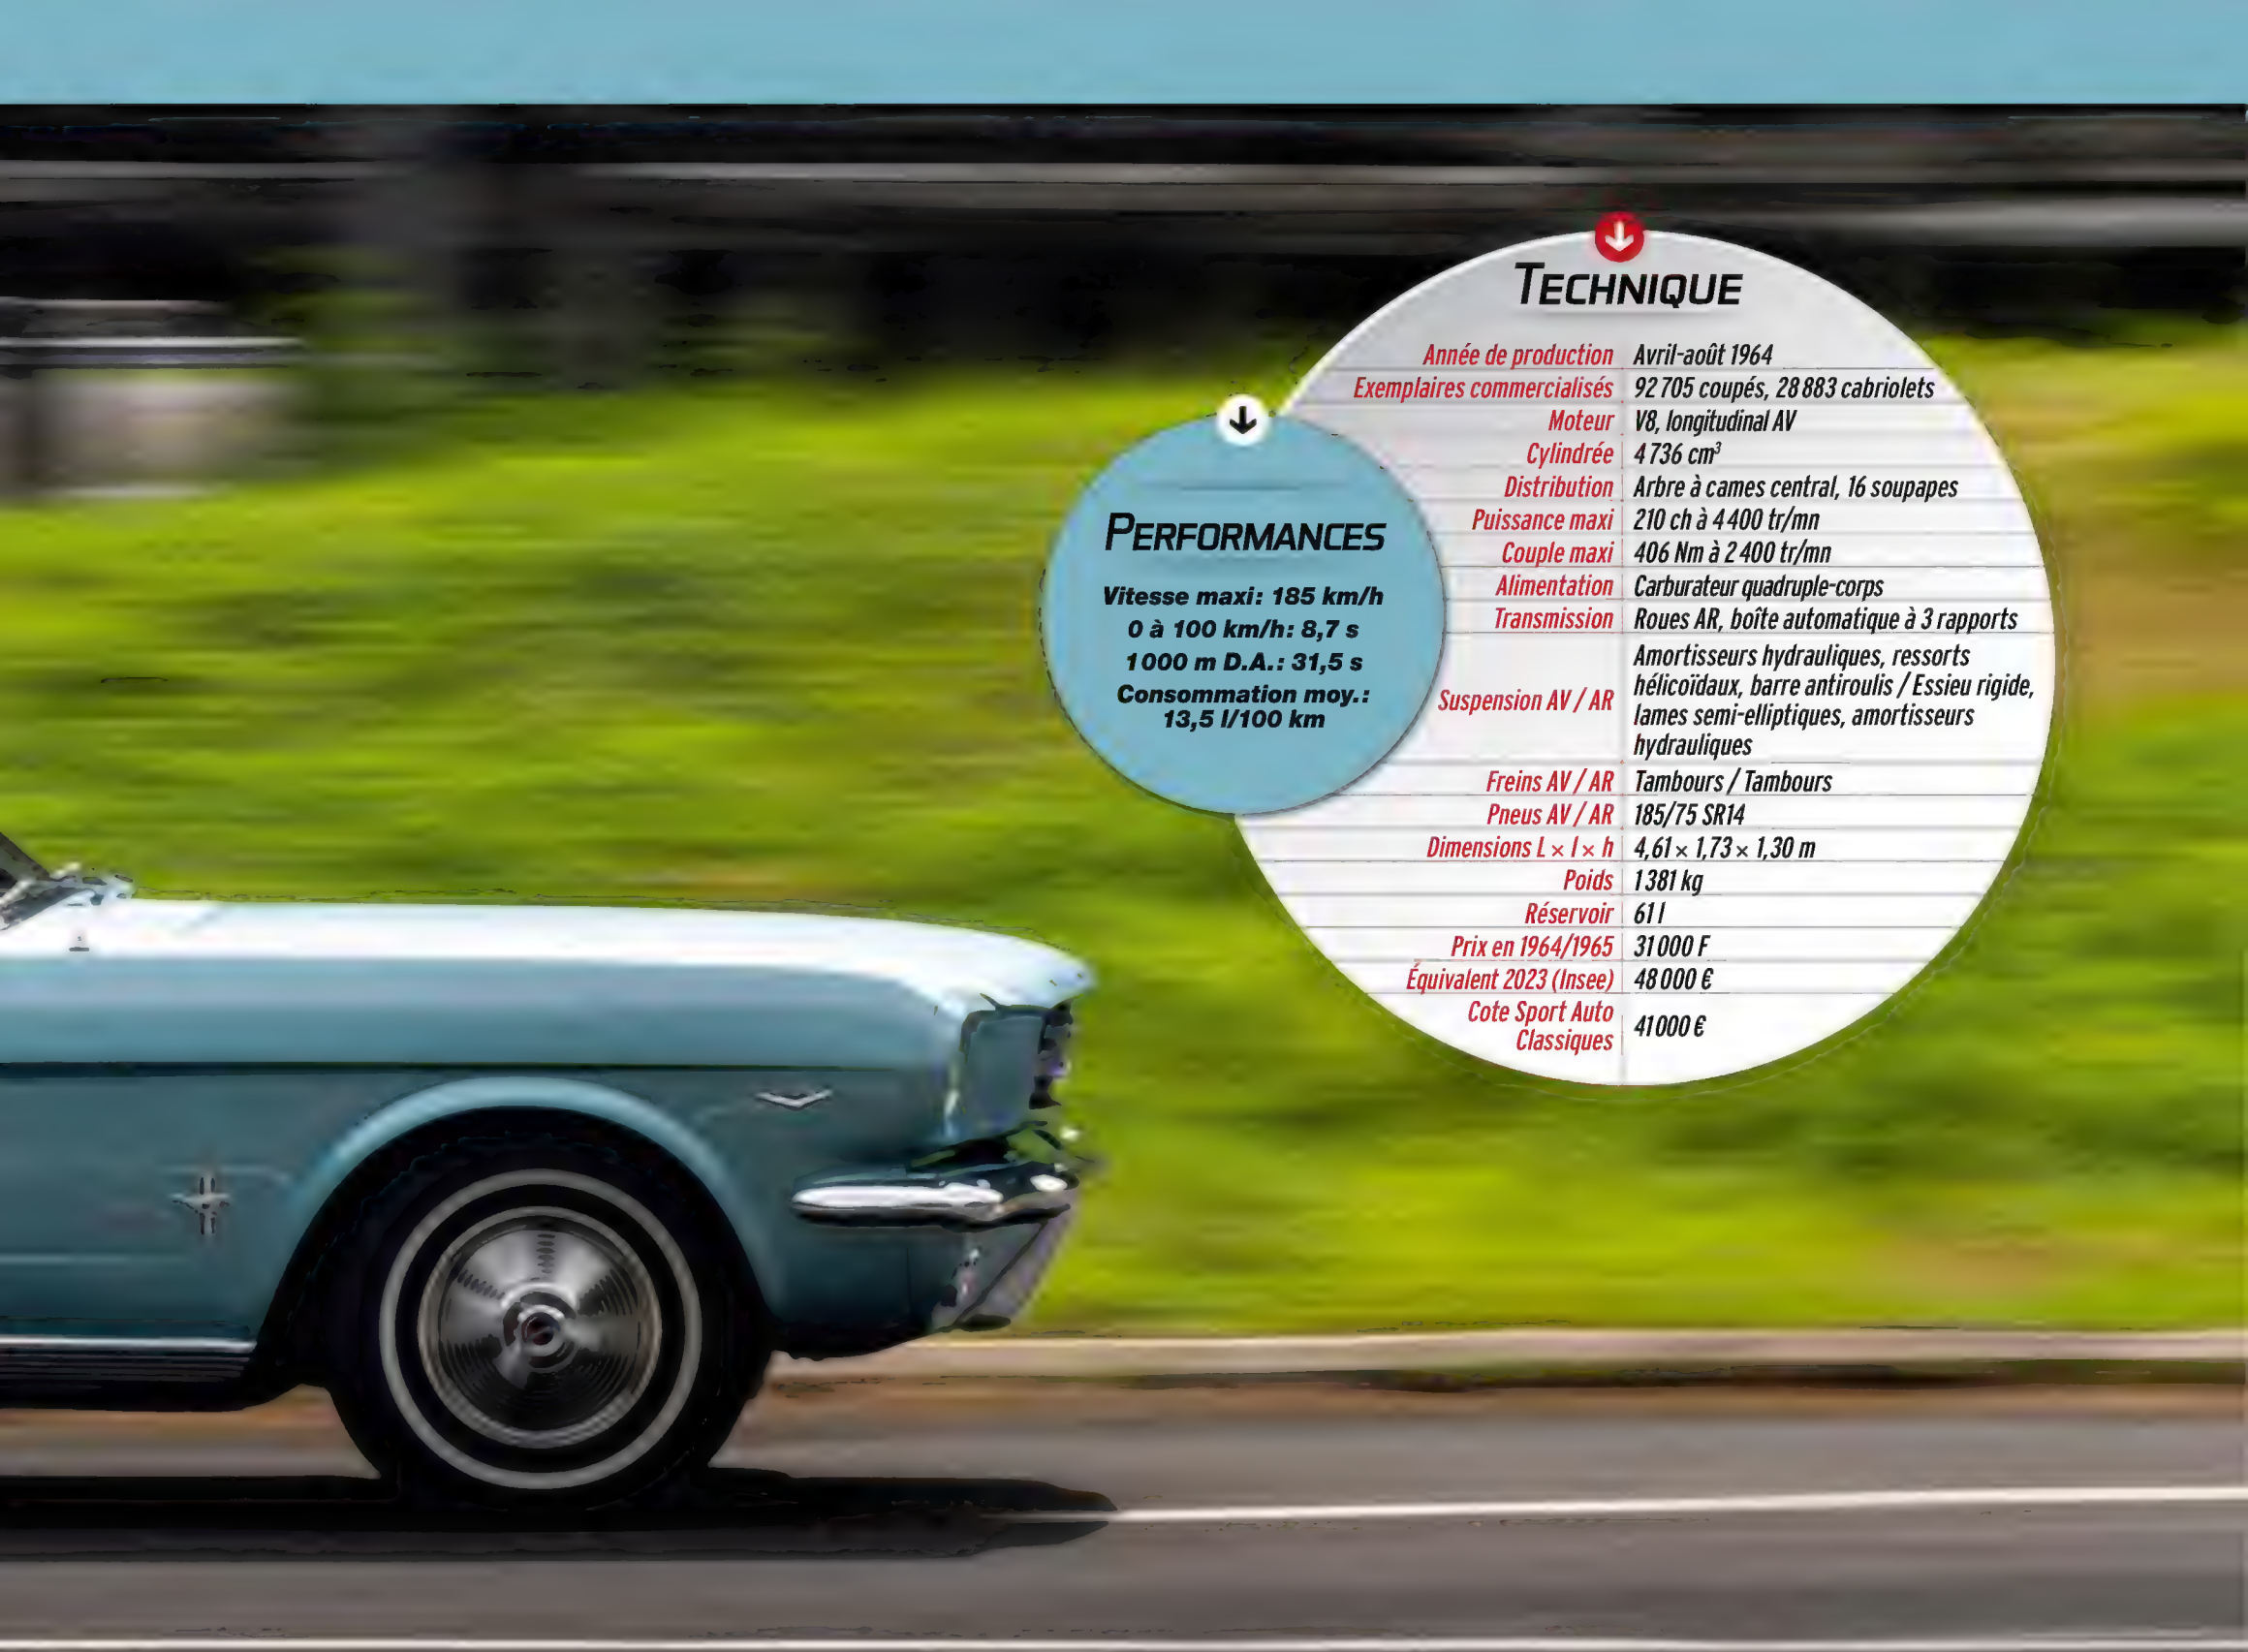 TECHNIQUE
Année de production Avril-août 1964
Exemplaires commercialisés 92 705 coupés, 28 883 cabriolets
Moteur V8, longitudinal AV
Cylindrée 4 736 cm³
Distribution Arbre à cames central, 16 soupapes
Puissance maxi 210 ch à 4 400 tr/mn
Couple maxi 406 Nm à 2 400 tr/mn
Alimentation Carburateur quadruple-corps
Transmission Roues AR, boîte automatique à 3 rapports
Suspension AV / AR Amortisseurs hydrauliques, ressorts
hélicoïdaux, barre antiroulis / Essieu rigide,
lames semi-elliptiques, amortisseurs
hydrauliques
Freins AV / AR Tambours / Tambours
Pneus AV / AR 185/75 SR14
Dimensions L × l × h 4,61 × 1,73 × 1,30 m
Poids 1 381 kg
Réservoir 61 l
Prix en 1964/1965 31 000 F
Équivalent 2023 (Insee) 48 000 €
Cote Sport Auto
Classiques 41 000 €
PERFORMANCES
Vitesse maxi: 185 km/h
0 à 100 km/h: 8,7 s
1 000 m D.A.: 31,5 s
Consommation moy.:
13,5 l/100 km